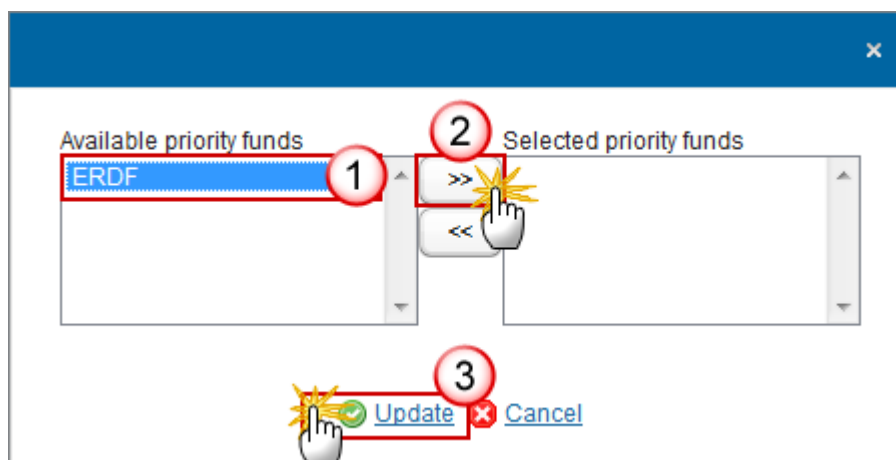 ×
Available priority funds
2
Selected priority funds
ERDF
1
>>
<<
3
Update
Cancel